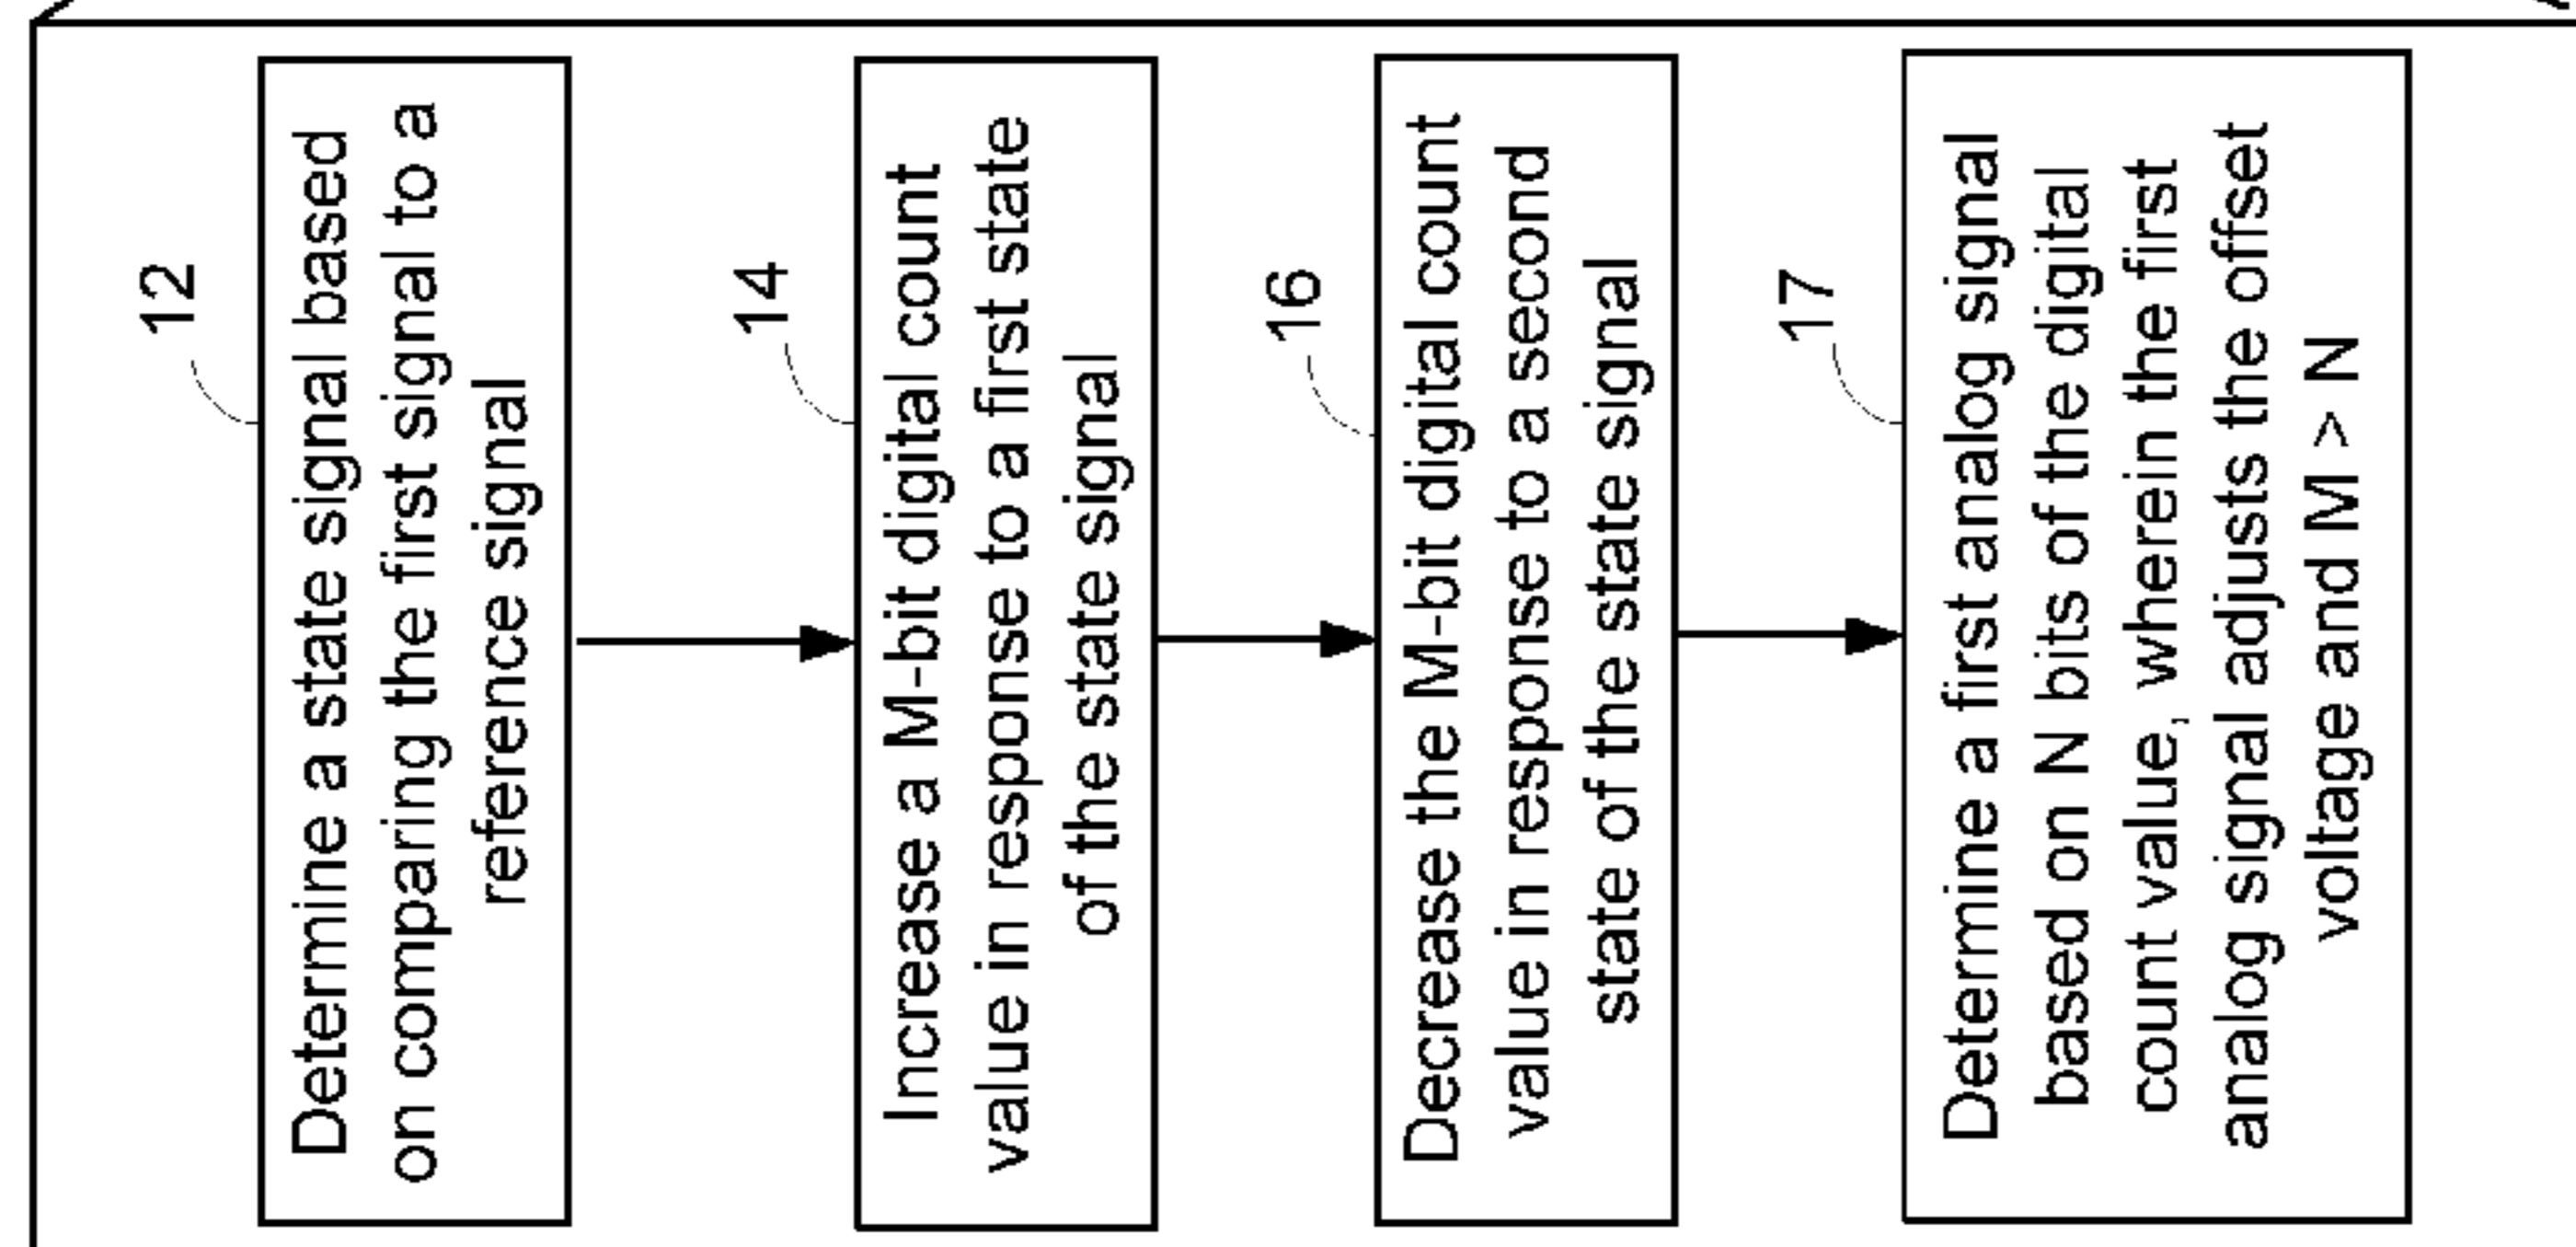 12
Determine a state signal based
on comparing the first signal to a
reference signal
14
Increase a M-bit digital count
value in response to a first state
of the state signal
16
Decrease the M-bit digital count
value in response to a second
state of the state signal
17
Determine a first analog signal
based on N bits of the digital
count value, wherein the first
analog signal adjusts the offset
voltage and M > N